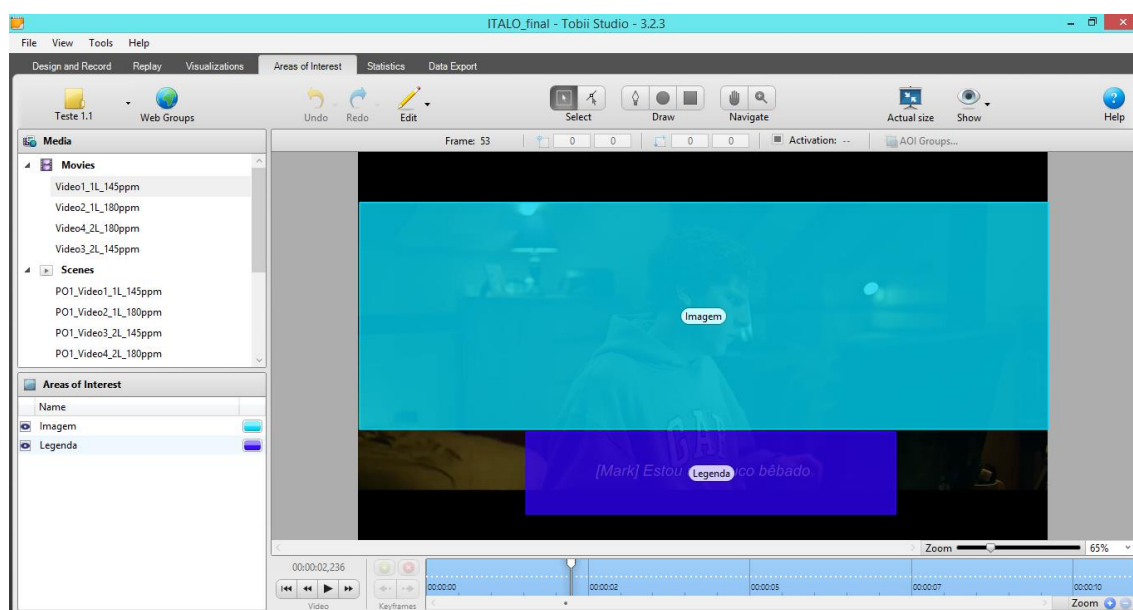 ITALO_final - Tobii Studio - 3.2.3
File View Tools Help
Design and Record Replay Visualizations Areas of Interest Statistics Data Export
Teste 1.1 Web Groups Undo Redo Edit Select Draw Navigate Actual size Show Help
Media
Frame: 53 0 0 0 0 Activation: -- AOI Groups...
Movies
Video1_1L_145ppm
Video2_1L_180ppm
Video4_2L_180ppm
Video3_2L_145ppm
Scenes
PO1_Video1_1L_145ppm
PO1_Video2_1L_180ppm
PO1_Video3_2L_145ppm
PO1_Video4_2L_180ppm
Imagem
GAP
Areas of Interest
Name
Imagem
Legenda
[Mark] Estou Legenda co bêbado
Zoom 65%
00:00:02,236
00:00:00 00:00:02 00:00:05 00:00:07 00:00:10
Video Keyframes Zoom